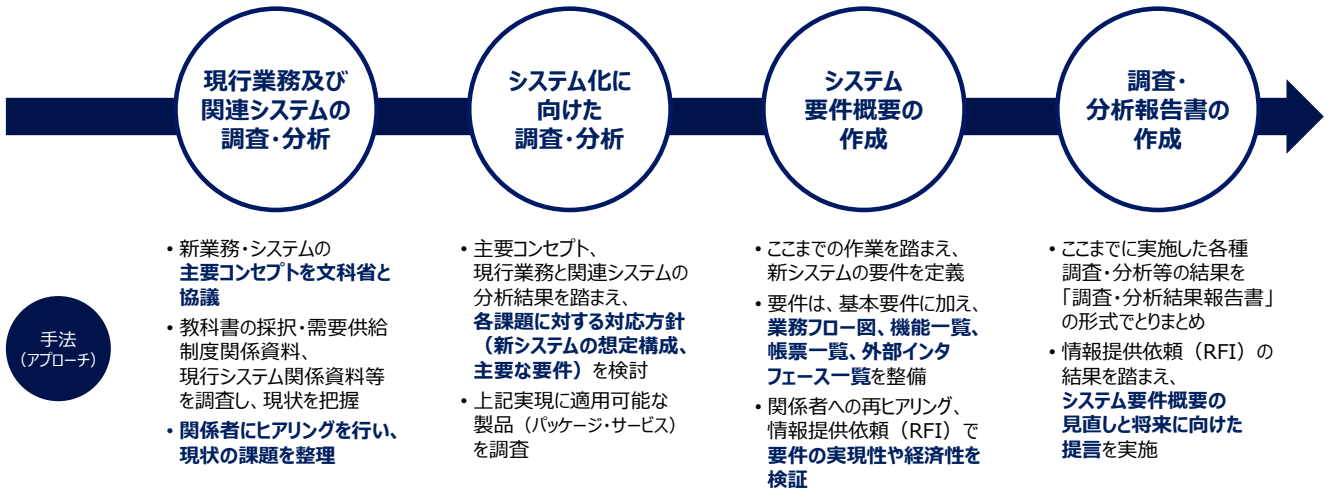 現行業務及び
関連システムの
調査・分析
システム化に
向けた
調査・分析
システム
要件概要の
作成
調査・
分析報告書の
作成
手法
(アプローチ)
• 新業務・システムの
主要コンセプトを文科省と
協議
• 教科書の採択・需要供給
制度関係資料、
現行システム関係資料等
を調査し、現状を把握
• 関係者にヒアリングを行い、
現状の課題を整理
• 主要コンセプト、
現行業務と関連システムの
分析結果を踏まえ、
各課題に対する対応方針
（新システムの想定構成、
主要な要件）を検討
• 上記実現に適用可能な
製品（パッケージ・サービス）
を調査
• ここまでの作業を踏まえ、
新システムの要件を定義
• 要件は、基本要件に加え、
業務フロー図、機能一覧、
帳票一覧、外部インタ
フェース一覧を整備
• 関係者への再ヒアリング、
情報提供依頼（RFI）で
要件の実現性や経済性を
検証
• ここまでに実施した各種
調査・分析等の結果を
「調査・分析結果報告書」
の形式でとりまとめ
• 情報提供依頼（RFI）の
結果を踏まえ、
システム要件概要の
見直しと将来に向けた
提言を実施